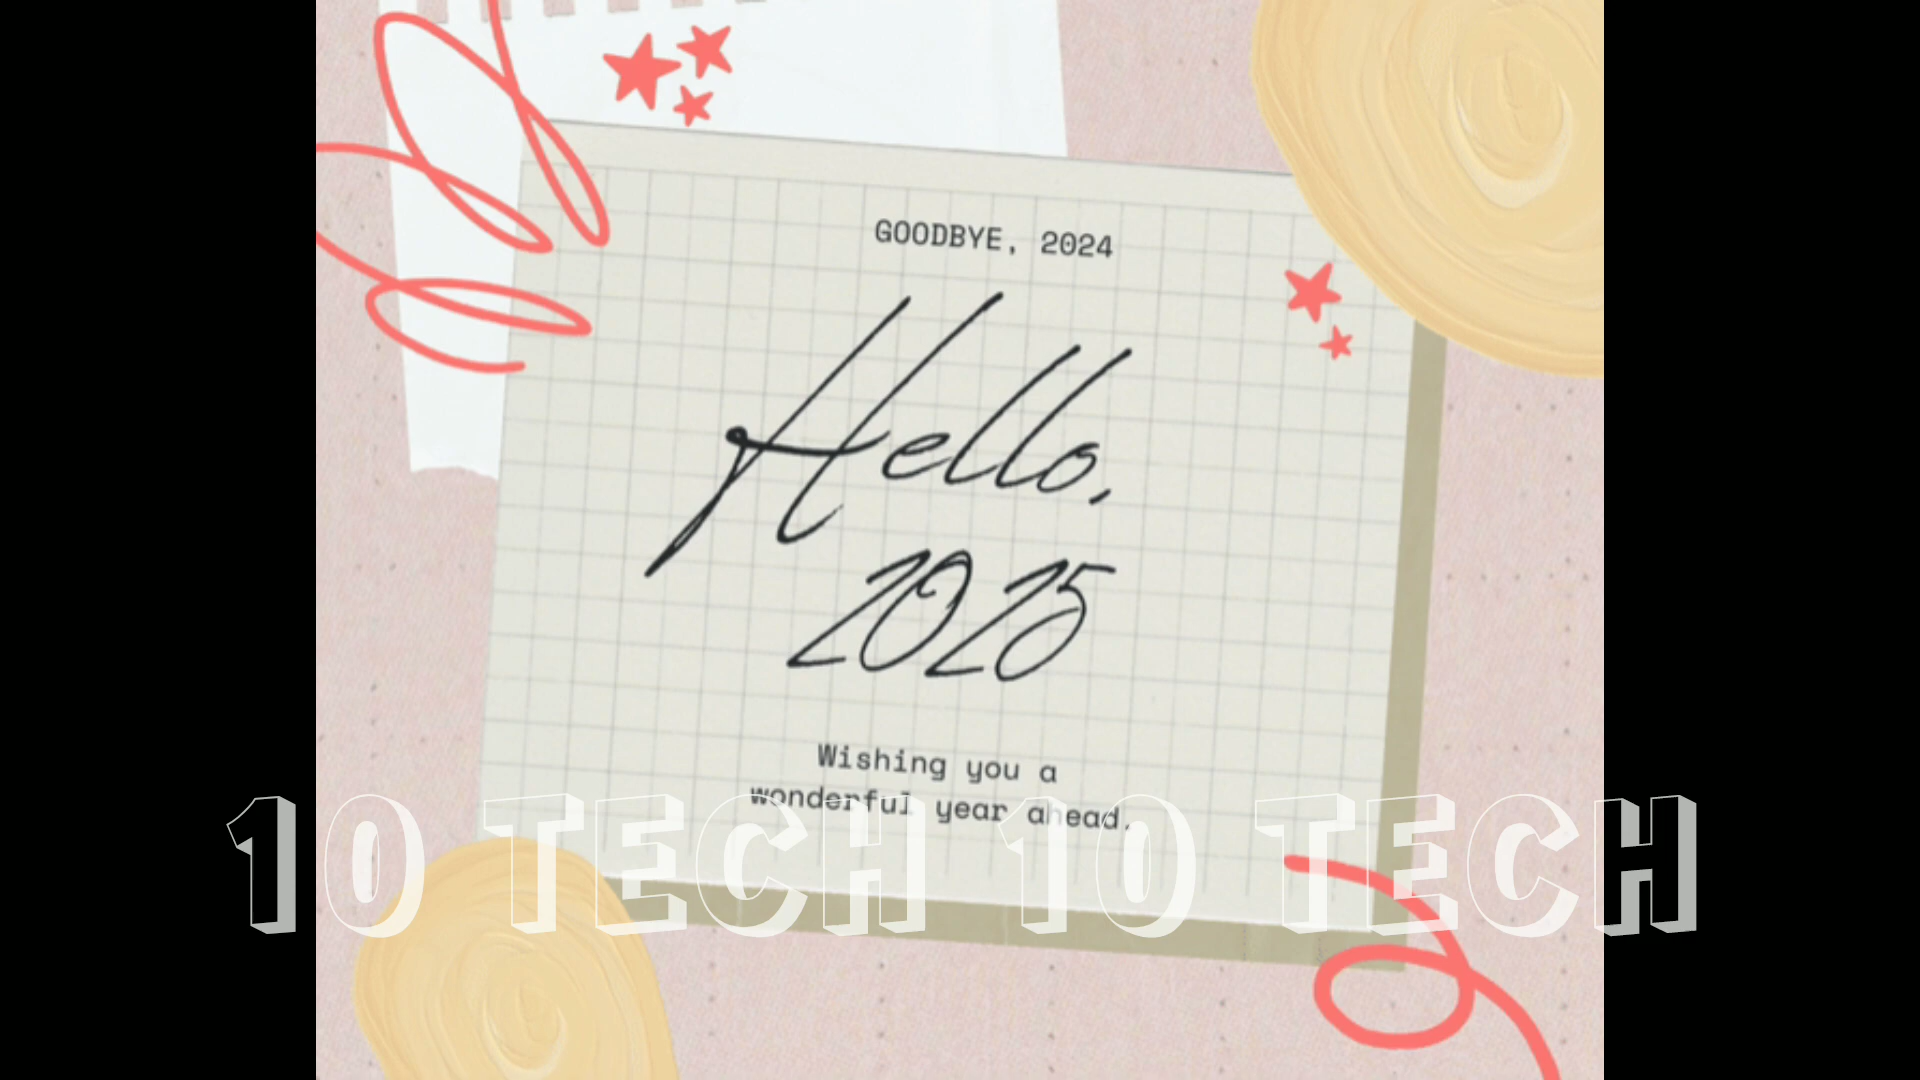 GOODBYE, 2024
Hello,
2025
Wishing you a
wonderful year ahead.
10 TECH 10 TECH